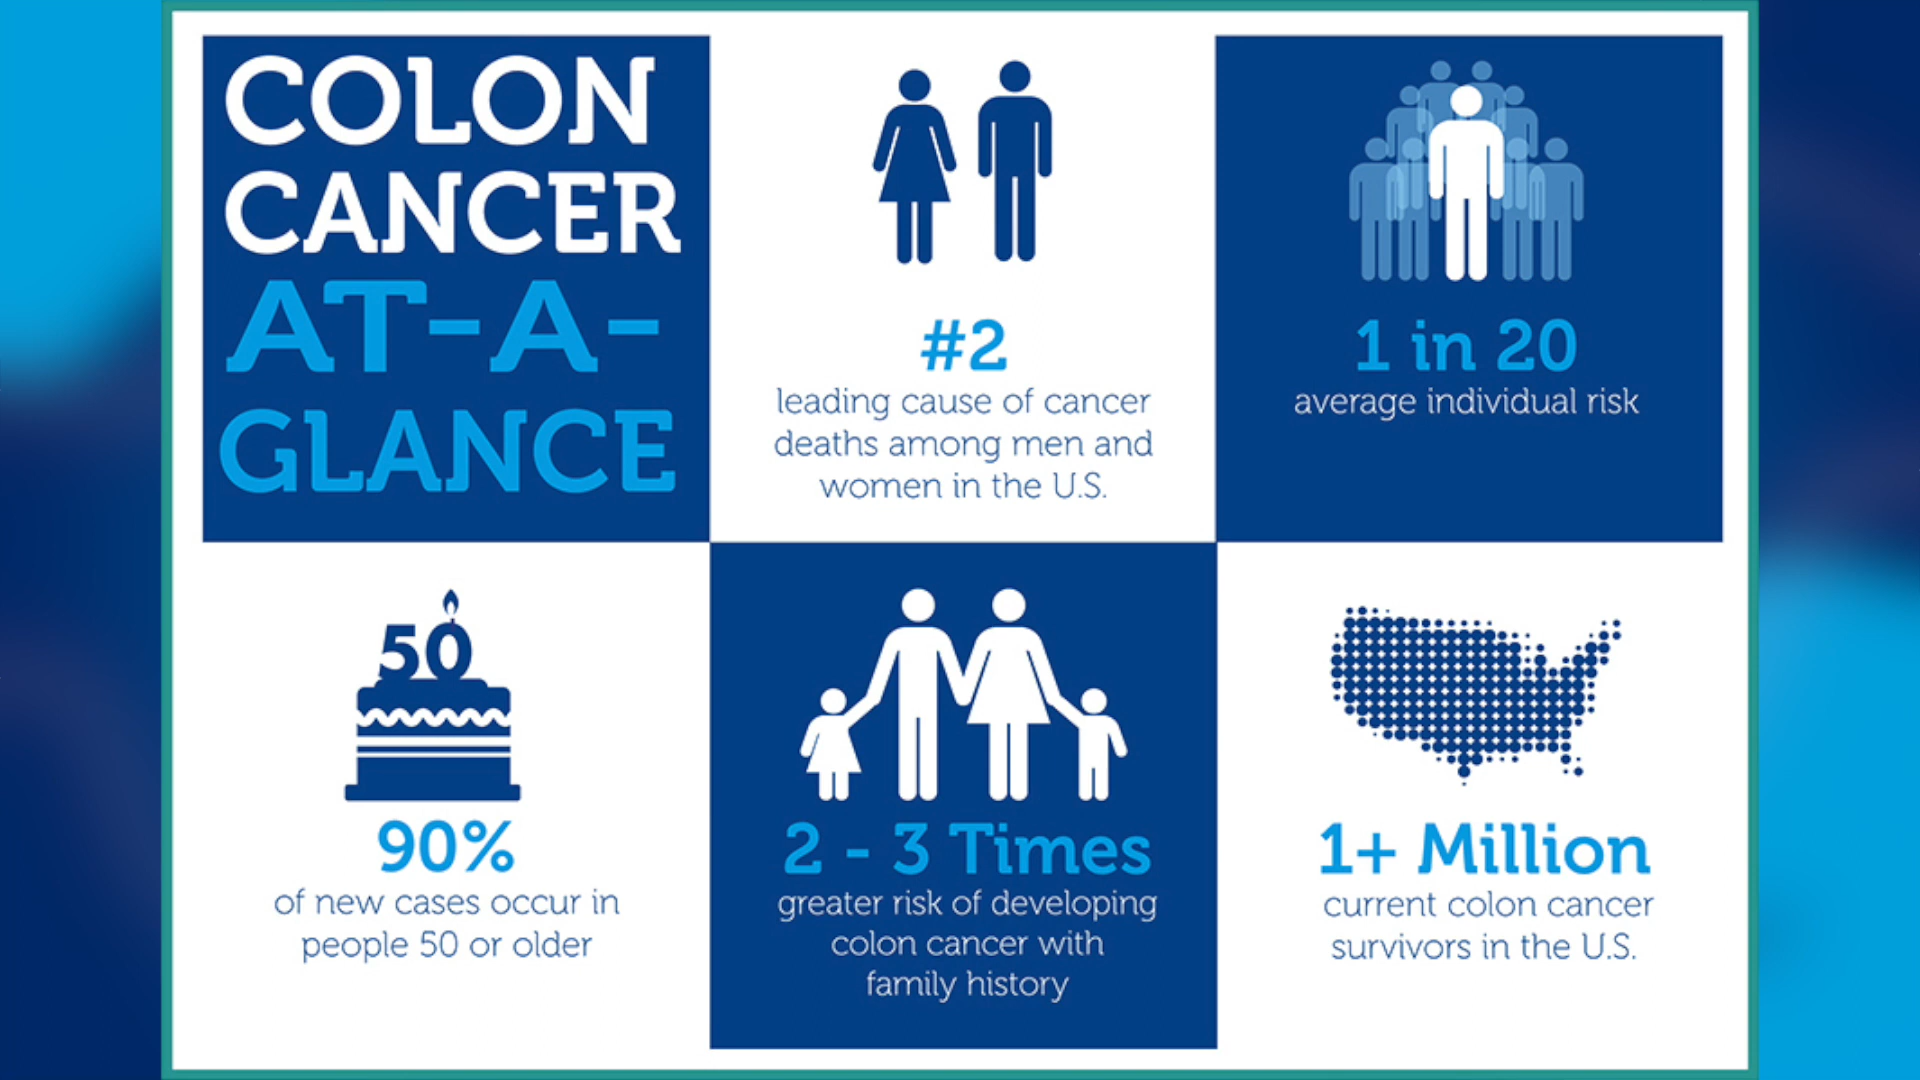 COLON
CANCER
AT-A-
GLANCE
#2
leading cause of cancer
deaths among men and
women in the U.S.
1 in 20
average individual risk
50
90%
of new cases occur in
people 50 or older
2 - 3 Times
greater risk of developing
colon cancer with
family history
1+ Million
current colon cancer
survivors in the U.S.